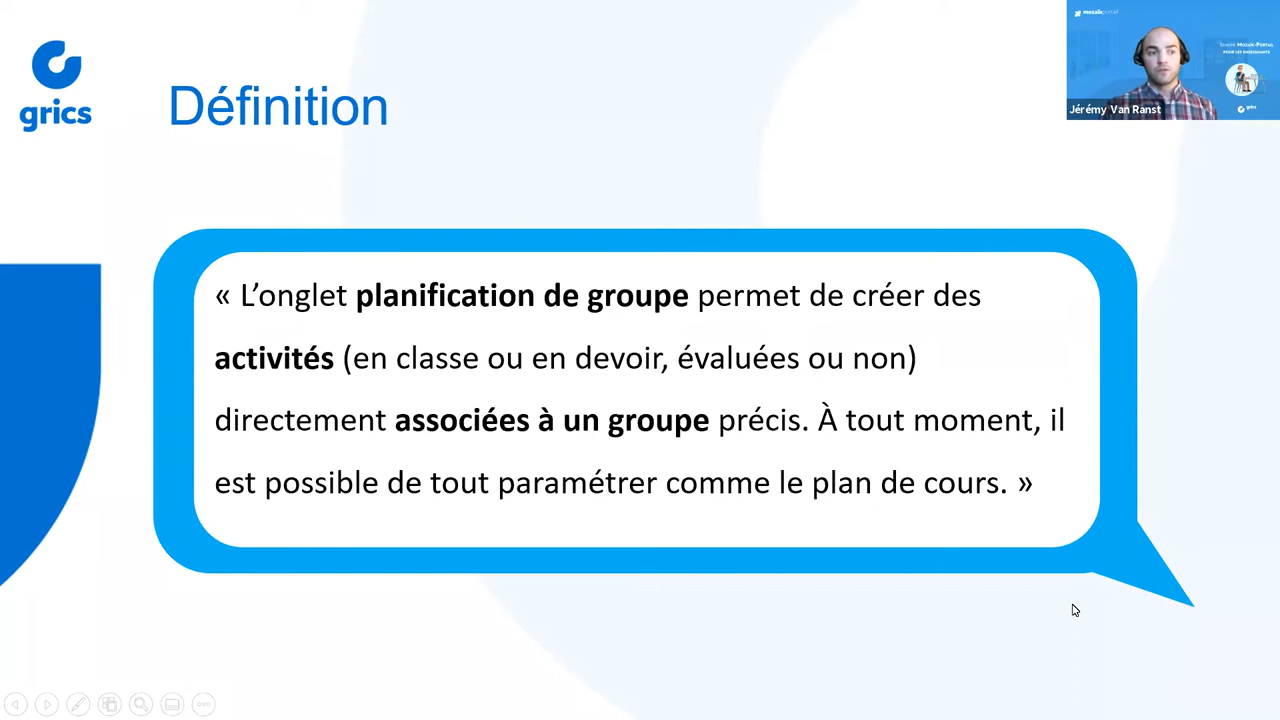 grics
Définition
mozaïkportail
Jérémy Van Ranst
« L’onglet planification de groupe permet de créer des
activités (en classe ou en devoir, évaluées ou non)
directement associées à un groupe précis. À tout moment, il
est possible de tout paramétrer comme le plan de cours. »